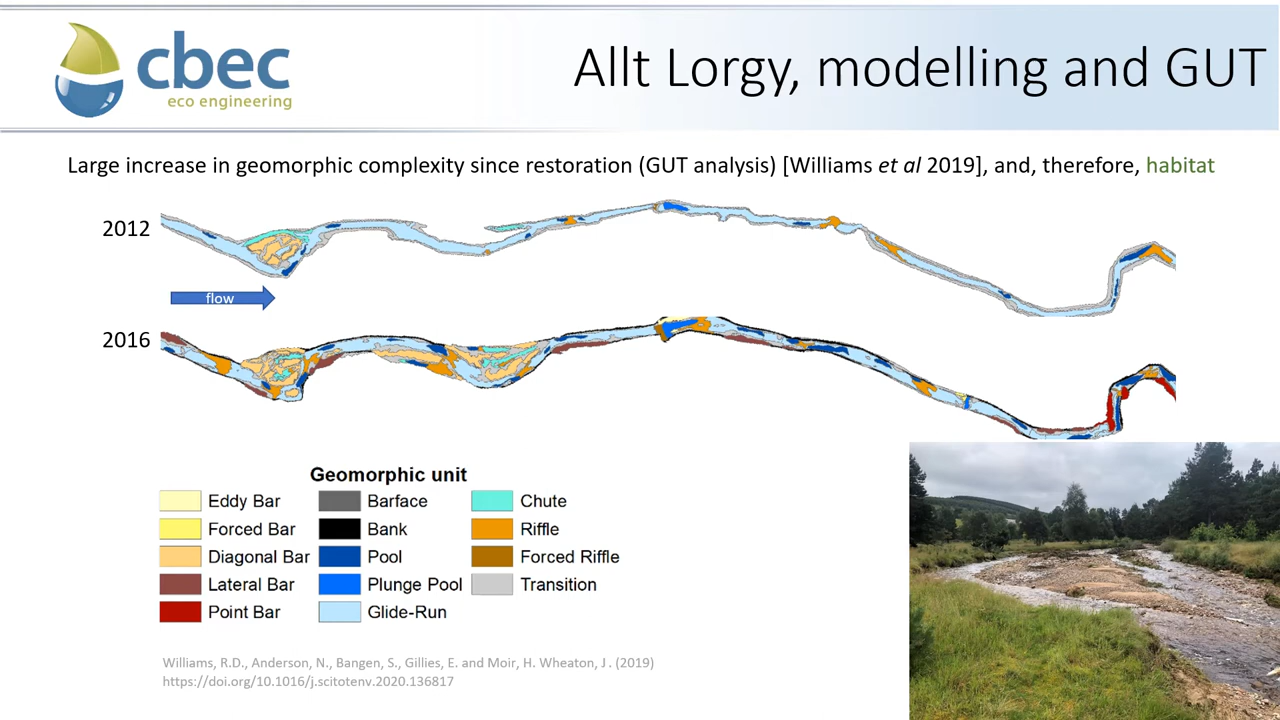 cbec
eco engineering
Allt Lorgy, modelling and GUT
Large increase in geomorphic complexity since restoration (GUT analysis) [Williams et al 2019], and, therefore, habitat
2012
flow
2016
Geomorphic unit
Eddy Bar
Forced Bar
Diagonal Bar
Lateral Bar
Point Bar
Barface
Bank
Pool
Plunge Pool
Glide-Run
Chute
Riffle
Forced Riffle
Transition
Williams, R.D., Anderson, N., Bangen, S., Gillies, E. and Moir, H. Wheaton, J. (2019)
https://doi.org/10.1016/j.scitotenv.2020.136817